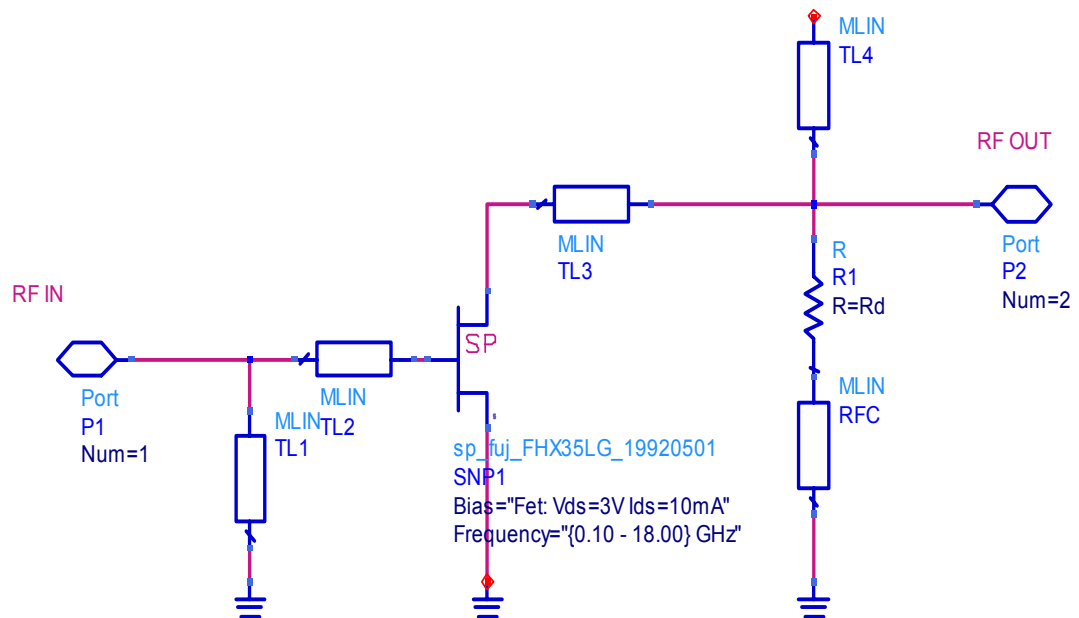 MLIN
TL4
RF OUT
MLIN
TL3
Port
P2
Num=2
R
R1
R=Rd
RF IN
SP
Port
P1
Num=1
MLIN
TL1
MLIN
TL2
MLIN
RFC
sp_fuj_FHX35LG_19920501
SNP1
Bias="Fet: Vds=3V Ids=10mA"
Frequency="{0.10 - 18.00} GHz"